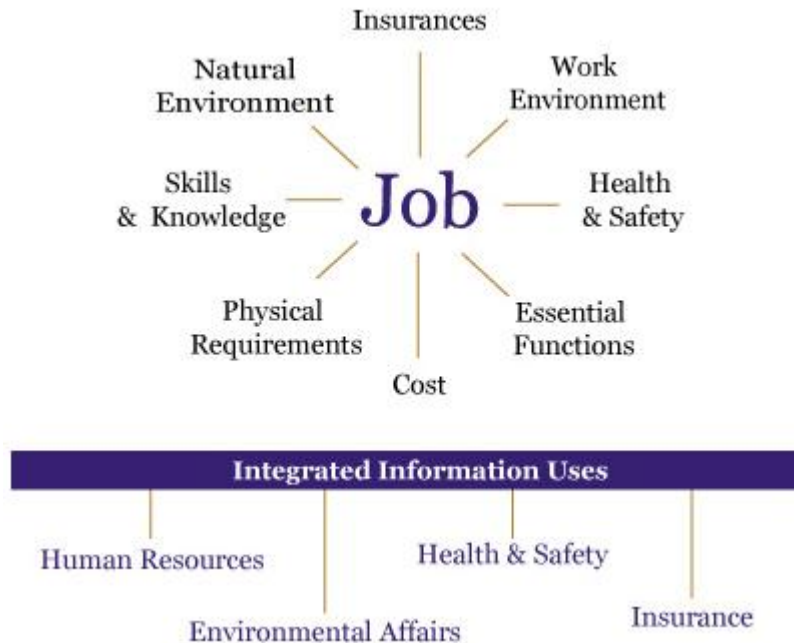 Insurances
Natural
Environment
Work
Environment
Skills
& Knowledge
Job
Health
& Safety
Physical
Requirements
Essential
Functions
Cost
Integrated Information Uses
Human Resources
Health & Safety
Environmental Affairs
Insurance